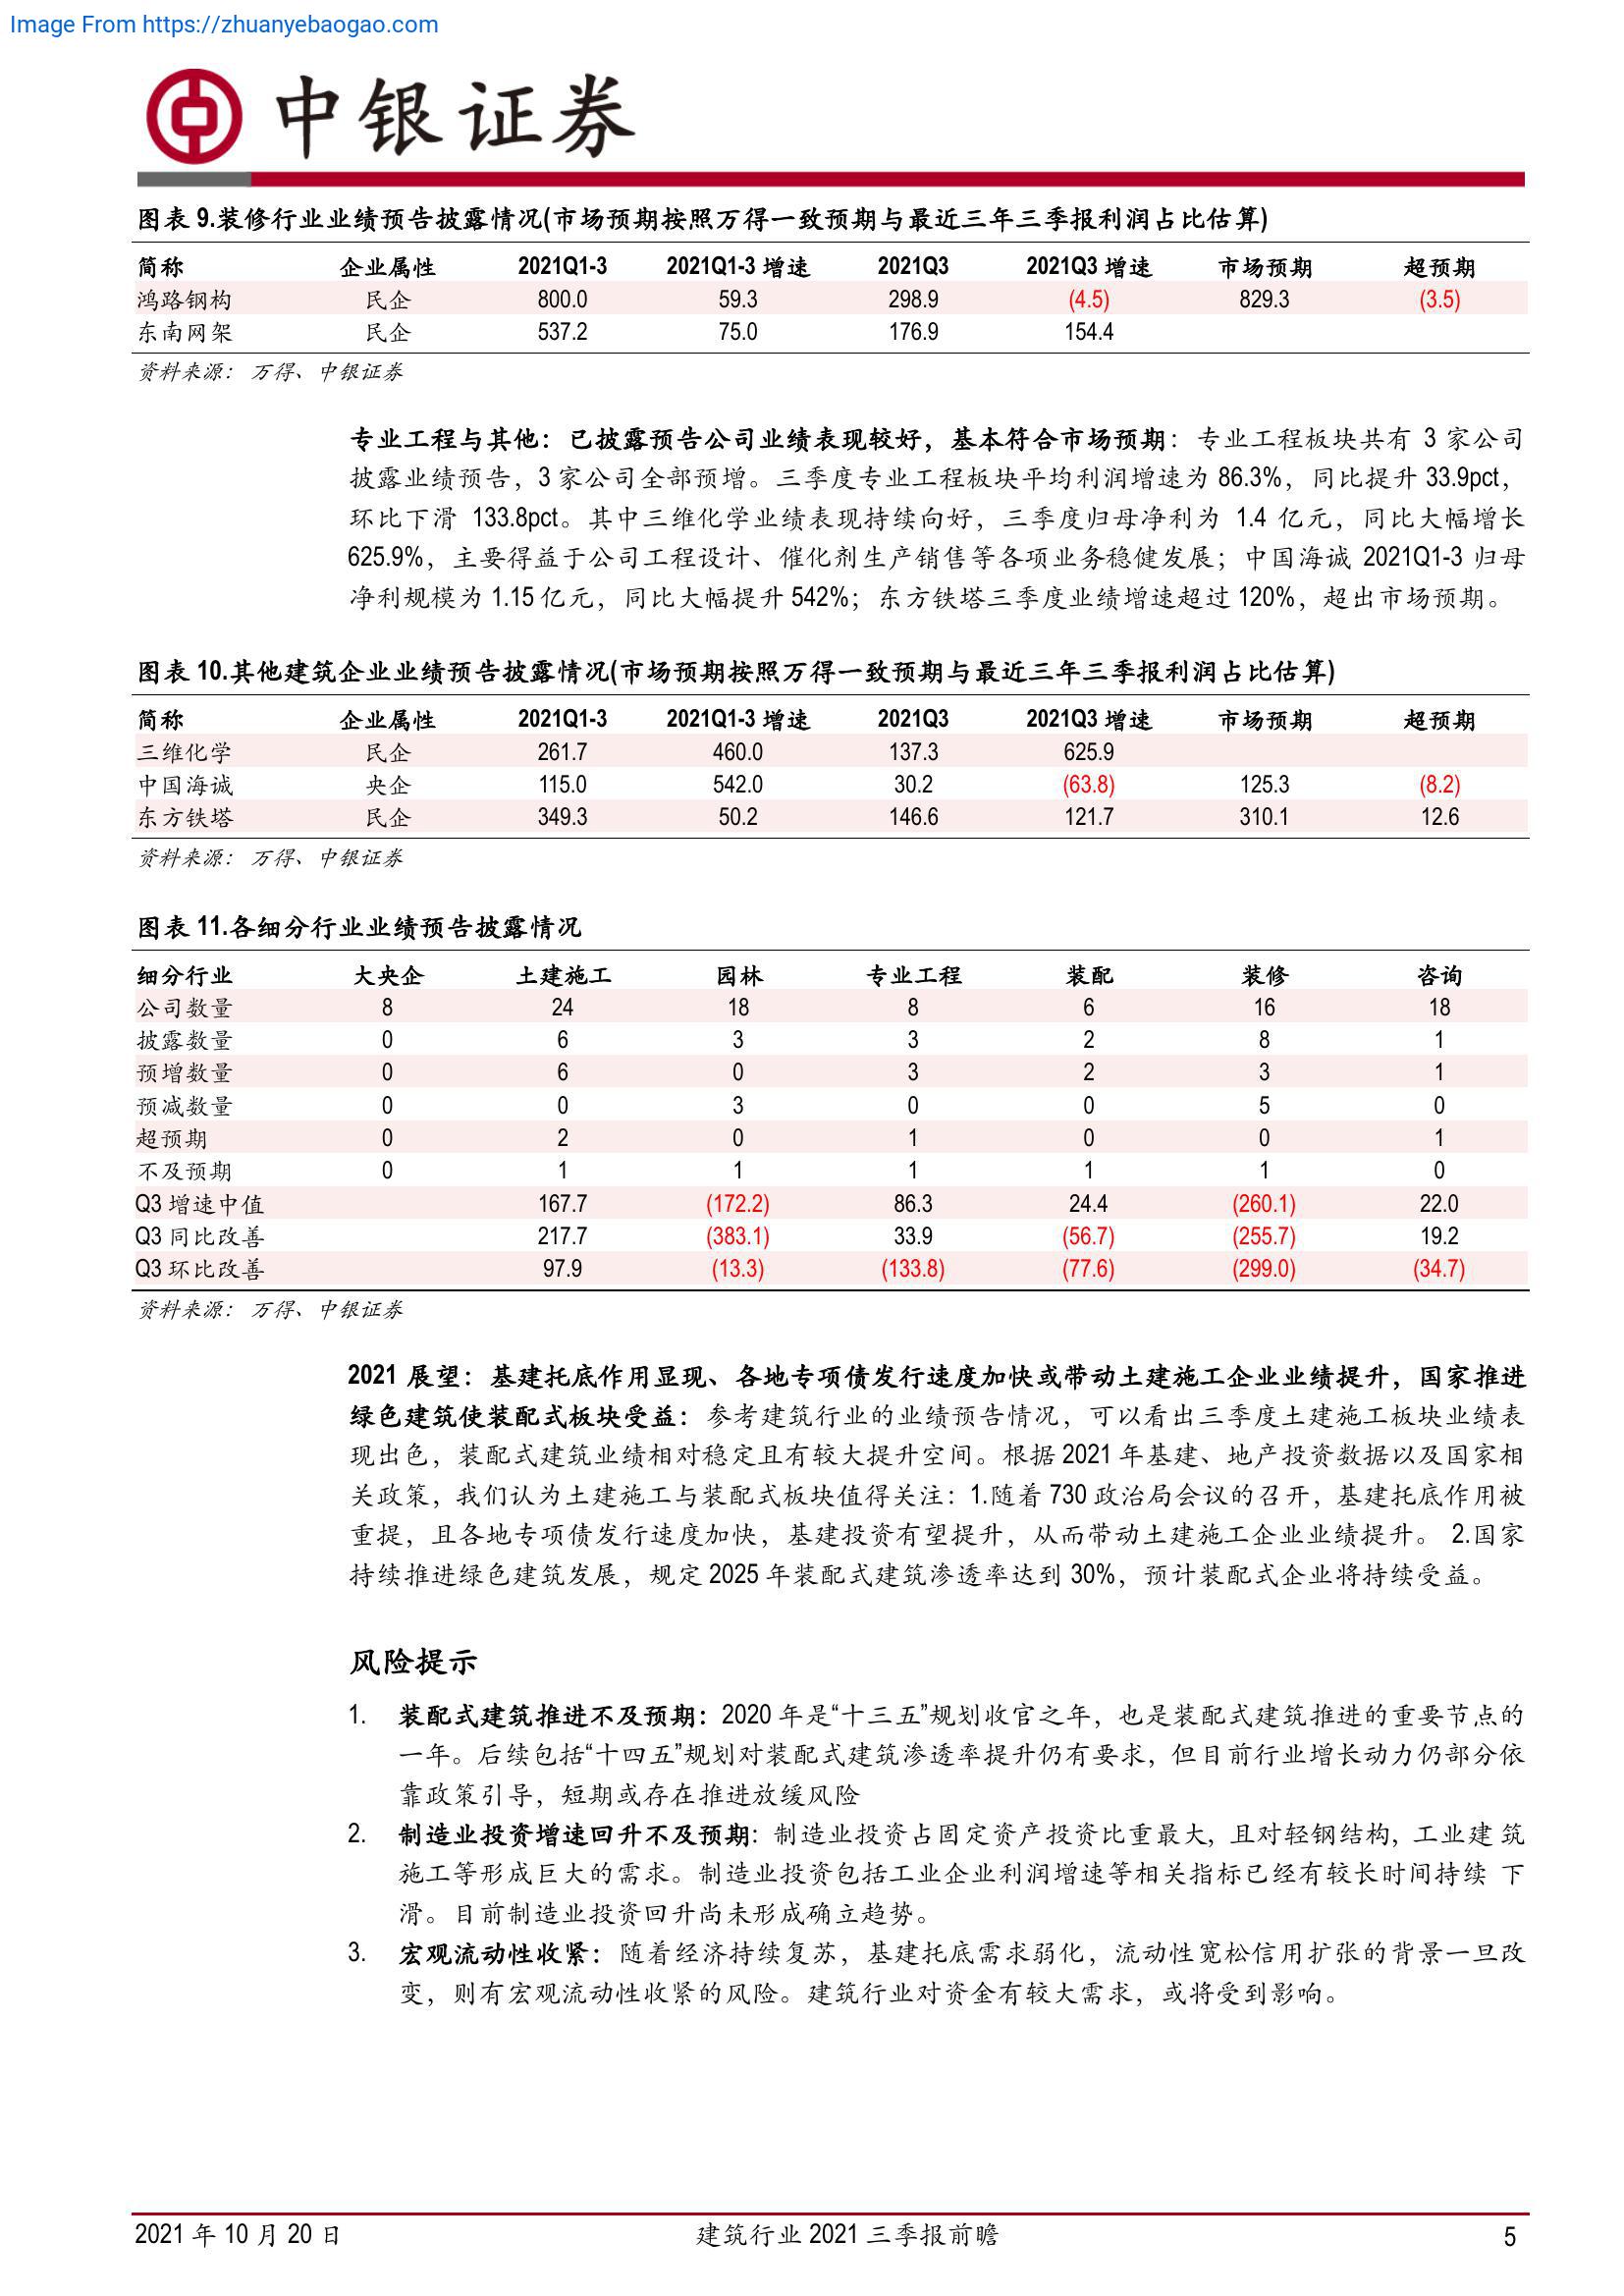 Image From https://zhuanyebaogao.com
中银证券
图表 9.装修行业业绩预告披露情况(市场预期按照万得一致预期与最近三年三季报利润占比估算)
简称 企业属性 2021Q1-3 2021Q1-3 增速 2021Q3 2021Q3 增速 市场预期 超预期
鸿路钢构 民企 800.0 59.3 298.9 (4.5) 829.3 (3.5)
东南网架 民企 537.2 75.0 176.9 154.4
资料来源：万得、中银证券
专业工程与其他：已披露预告公司业绩表现较好，基本符合市场预期：专业工程板块共有 3 家公司
披露业绩预告，3 家公司全部预增。三季度专业工程板块平均利润增速为 86.3%，同比提升 33.9pct，
环比下滑 133.8pct。其中三维化学业绩表现持续向好，三季度归母净利为 1.4 亿元，同比大幅增长
625.9%，主要得益于公司工程设计、催化剂生产销售等各项业务稳健发展；中国海诚 2021Q1-3 归母
净利规模为 1.15 亿元，同比大幅提升 542%；东方铁塔三季度业绩增速超过 120%，超出市场预期。
图表 10.其他建筑企业业绩预告披露情况(市场预期按照万得一致预期与最近三年三季报利润占比估算)
简称 企业属性 2021Q1-3 2021Q1-3 增速 2021Q3 2021Q3 增速 市场预期 超预期
三维化学 民企 261.7 460.0 137.3 625.9
中国海诚 央企 115.0 542.0 30.2 (63.8) 125.3 (8.2)
东方铁塔 民企 349.3 50.2 146.6 121.7 310.1 12.6
资料来源：万得、中银证券
图表 11.各细分行业业绩预告披露情况
细分行业 大央企 土建施工 园林 专业工程 装配 装修 咨询
公司数量 8 24 18 8 6 16 18
披露数量 0 6 3 3 2 8 1
预增数量 0 6 0 3 2 3 1
预减数量 0 0 3 0 0 5 0
超预期 0 2 0 1 0 0 1
不及预期 0 1 1 1 1 1 0
Q3 增速中值 167.7 (172.2) 86.3 24.4 (260.1) 22.0
Q3 同比改善 217.7 (383.1) 33.9 (56.7) (255.7) 19.2
Q3 环比改善 97.9 (13.3) (133.8) (77.6) (299.0) (34.7)
资料来源：万得、中银证券
2021 展望：基建托底作用显现、各地专项债发行速度加快或带动土建施工企业业绩提升，国家推进
绿色建筑使装配式板块受益：参考建筑行业的业绩预告情况，可以看出三季度土建施工板块业绩表
现出色，装配式建筑业绩相对稳定且有较大提升空间。根据 2021 年基建、地产投资数据以及国家相
关政策，我们认为土建施工与装配式板块值得关注：1.随着 730 政治局会议的召开，基建托底作用被
重提，且各地专项债发行速度加快，基建投资有望提升，从而带动土建施工企业业绩提升。 2.国家
持续推进绿色建筑发展，规定 2025 年装配式建筑渗透率达到 30%，预计装配式企业将持续受益。
风险提示
1. 装配式建筑推进不及预期：2020 年是“十三五”规划收官之年，也是装配式建筑推进的重要节点的
一年。后续包括“十四五”规划对装配式建筑渗透率提升仍有要求，但目前行业增长动力仍部分依
靠政策引导，短期或存在推进放缓风险
2. 制造业投资增速回升不及预期：制造业投资占固定资产投资比重最大，且对轻钢结构，工业建 筑
施工等形成巨大的需求。制造业投资包括工业企业利润增速等相关指标已经有较长时间持续 下
滑。目前制造业投资回升尚未形成确立趋势。
3. 宏观流动性收紧：随着经济持续复苏，基建托底需求弱化，流动性宽松信用扩张的背景一旦改
变，则有宏观流动性收紧的风险。建筑行业对资金有较大需求，或将受到影响。
2021 年 10 月 20 日 建筑行业 2021 三季报前瞻 5